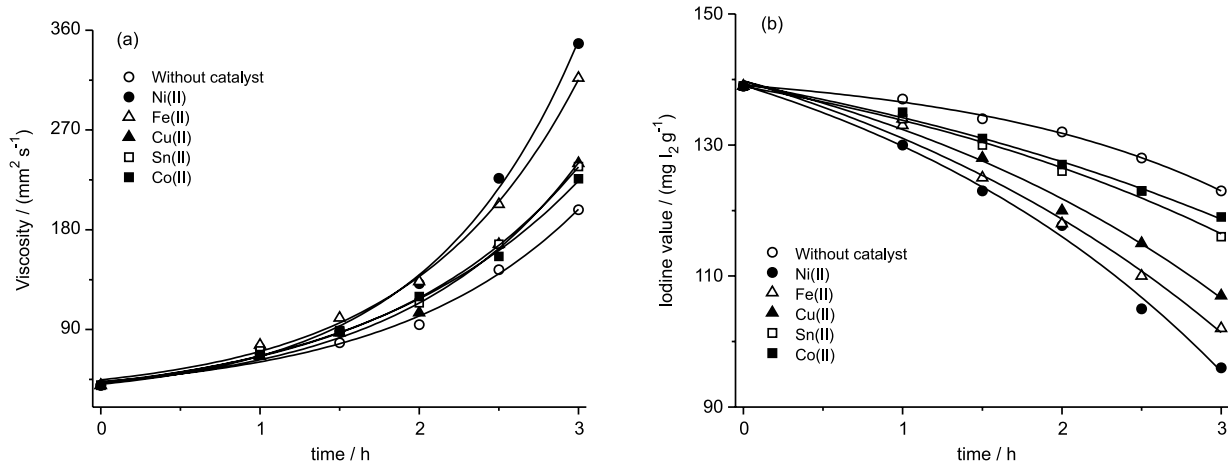 (a)
Viscosity / (mm² s⁻¹)
360
270
180
90
Without catalyst
Ni(II)
Fe(II)
Cu(II)
Sn(II)
Co(II)
0
1
2
3
time / h
(b)
Iodine value / (mg I₂ g⁻¹)
150
130
110
90
Without catalyst
Ni(II)
Fe(II)
Cu(II)
Sn(II)
Co(II)
0
1
2
3
time / h